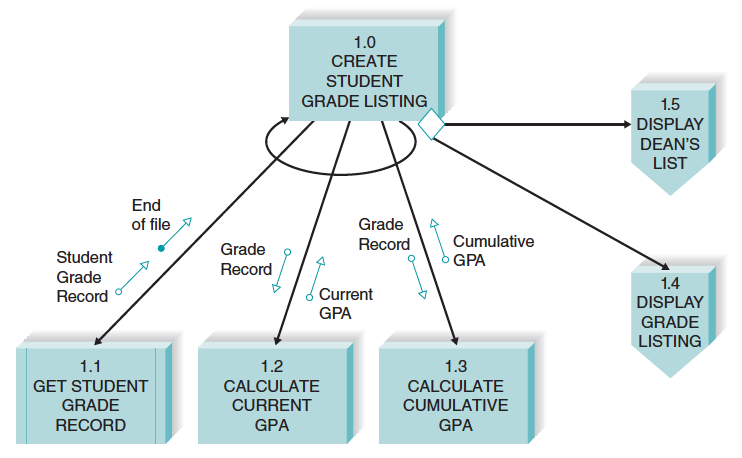 1.0
CREATE
STUDENT
GRADE LISTING
1.5
DISPLAY
DEAN'S
LIST
End
of file
Student
Grade
Record
Grade
Record
Current
GPA
Grade
Record
Cumulative
GPA
1.4
DISPLAY
GRADE
LISTING
1.1
GET STUDENT
GRADE
RECORD
1.2
CALCULATE
CURRENT
GPA
1.3
CALCULATE
CUMULATIVE
GPA